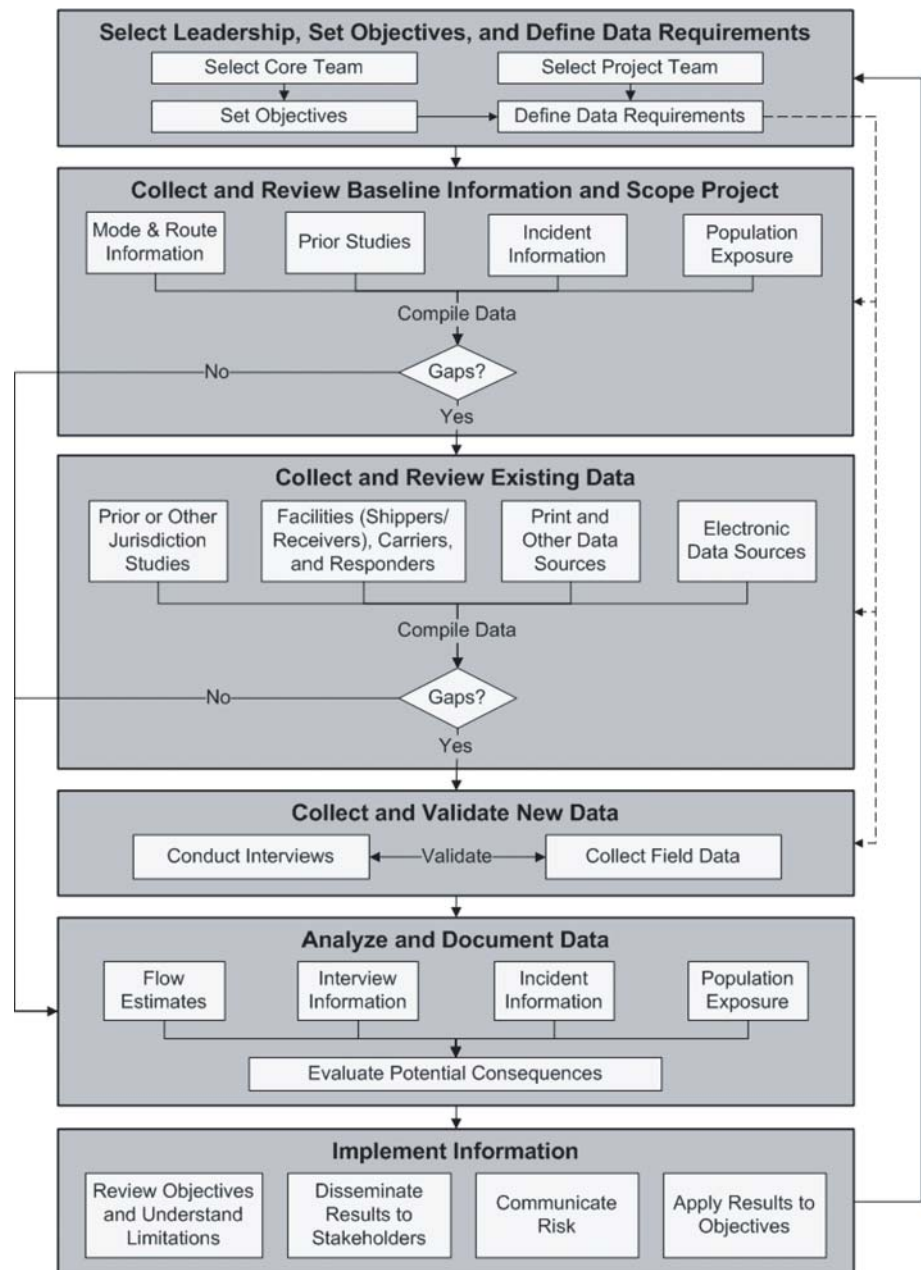 Select Leadership, Set Objectives, and Define Data Requirements
Select Core Team
Select Project Team
Set Objectives
Define Data Requirements
Collect and Review Baseline Information and Scope Project
Mode & Route
Information
Prior Studies
Incident
Information
Population
Exposure
Compile Data
No
Gaps?
Yes
Collect and Review Existing Data
Prior or Other
Jurisdiction
Studies
Facilities (Shippers/
Receivers), Carriers,
and Responders
Print and
Other Data
Sources
Electronic
Data Sources
Compile Data
No
Gaps?
Yes
Collect and Validate New Data
Conduct Interviews
Validate
Collect Field Data
Analyze and Document Data
Flow
Estimates
Interview
Information
Incident
Information
Population
Exposure
Evaluate Potential Consequences
Implement Information
Review Objectives
and Understand
Limitations
Disseminate
Results to
Stakeholders
Communicate
Risk
Apply Results to
Objectives